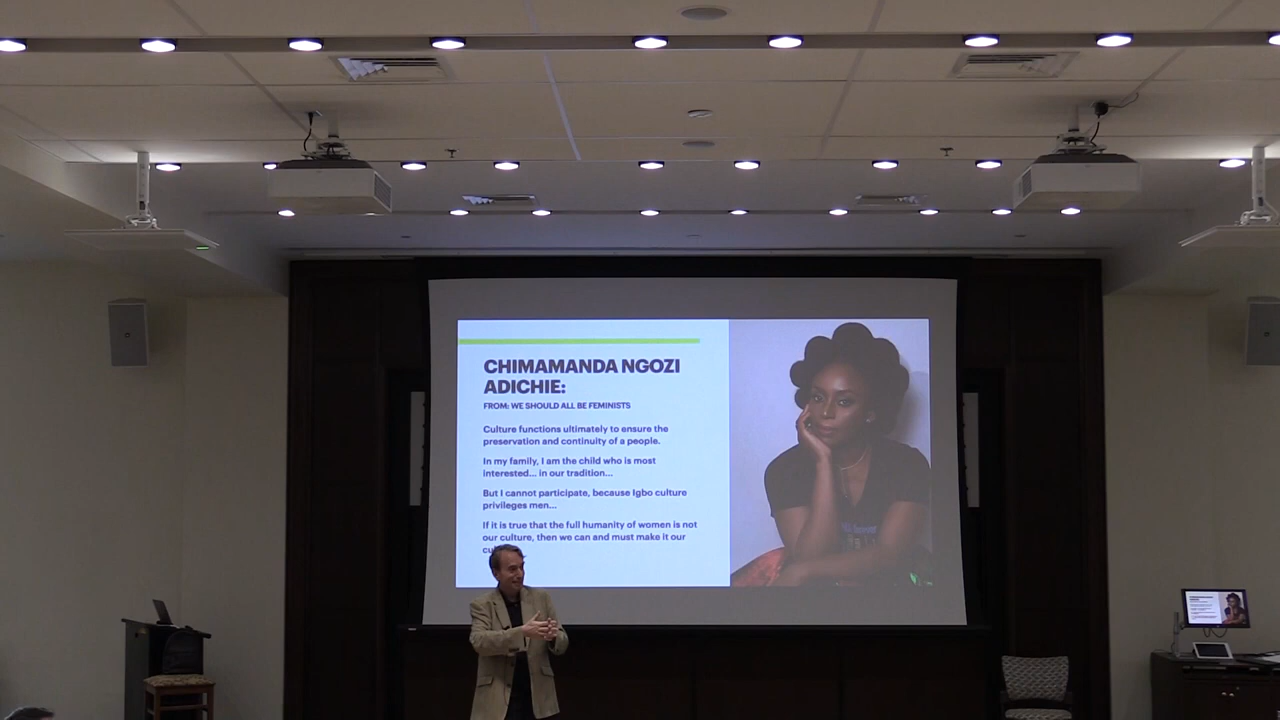 CHIMAMANDA NGOZI
ADICHIE:
FROM: WE SHOULD ALL BE FEMINISTS
Culture functions ultimately to ensure the
preservation and continuity of a people.
In my family, I am the child who is most
interested... in our tradition...
But I cannot participate, because Igbo culture
privileges men...
If it is true that the full humanity of women is not
our culture, then we can and must make it our